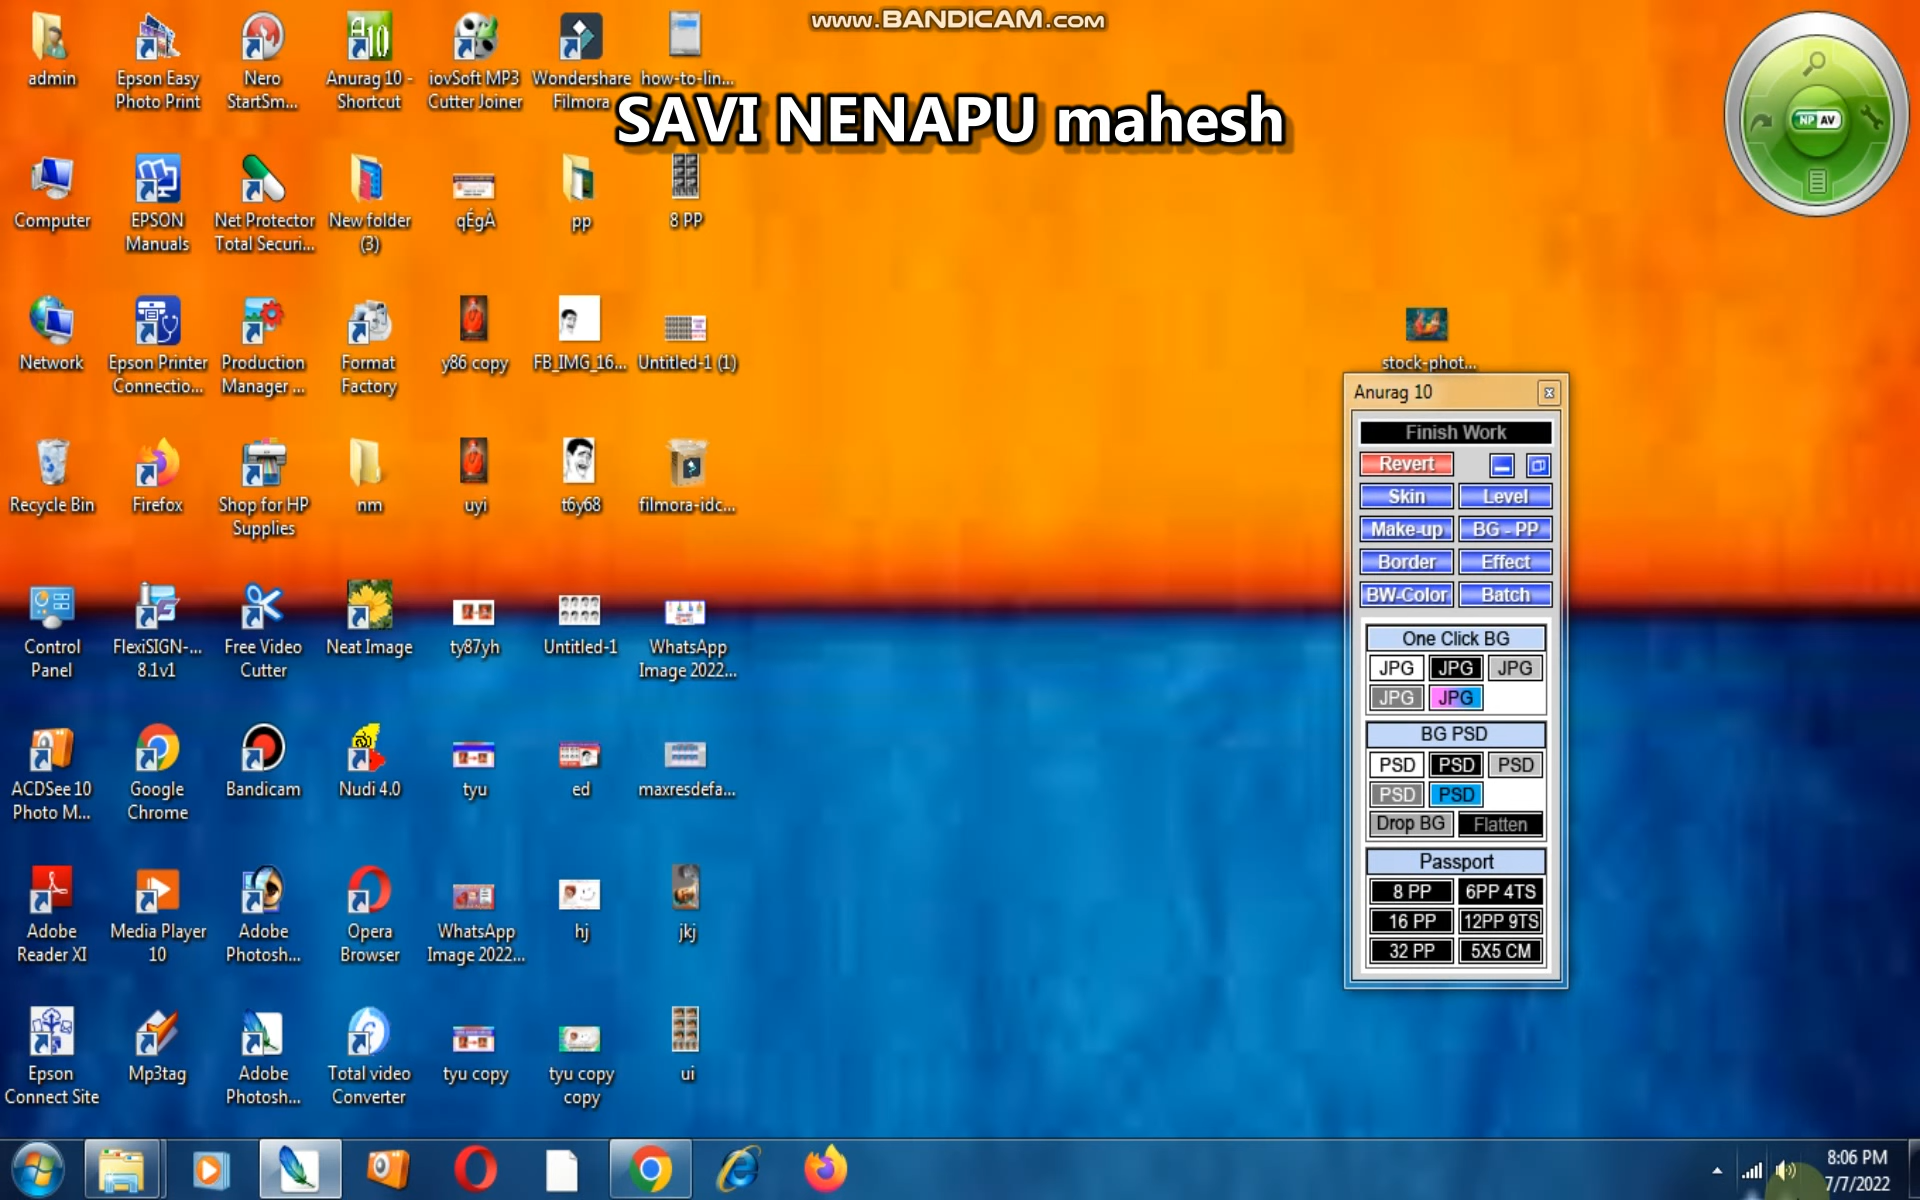 www.BANDICAM.com
SAVI NENAPU mahesh
admin
Epson Easy
Photo Print
Nero
StartSm...
Anurag 10 -
Shortcut
iovSoft MP3
Cutter Joiner
Wondershare
Filmora
how-to-lin...
NP AV
Computer
EPSON
Manuals
Net Protector
Total Securi...
New folder
(3)
qÉgÀ
pp
8 PP
Network
Epson Printer
Connectio...
Production
Manager ...
Format
Factory
y86 copy
FB_IMG_16...
Untitled-1 (1)
stock-phot...
Recycle Bin
Firefox
Shop for HP
Supplies
nm
uyi
t6y68
filmora-idc...
Control
Panel
FlexiSIGN-...
8.1v1
Free Video
Cutter
Neat Image
ty87yh
Untitled-1
WhatsApp
Image 2022...
ACDSee 10
Photo M...
Google
Chrome
Bandicam
Nudi 4.0
tyu
ed
maxresdefa...
Adobe
Reader XI
Media Player
10
Adobe
Photosh...
Opera
Browser
WhatsApp
Image 2022...
hj
jkj
Epson
Connect Site
Mp3tag
Adobe
Photosh...
Total video
Converter
tyu copy
tyu copy
copy
ui
Anurag 10
Finish Work
Revert
Skin Level
Make-up BG - PP
Border Effect
BW-Color Batch
One Click BG
JPG JPG JPG
JPG JPG
BG PSD
PSD PSD PSD
PSD PSD
Drop BG Flatten
Passport
8 PP 6PP 4TS
16 PP 12PP 9TS
32 PP 5X5 CM
8:06 PM
7/7/2022